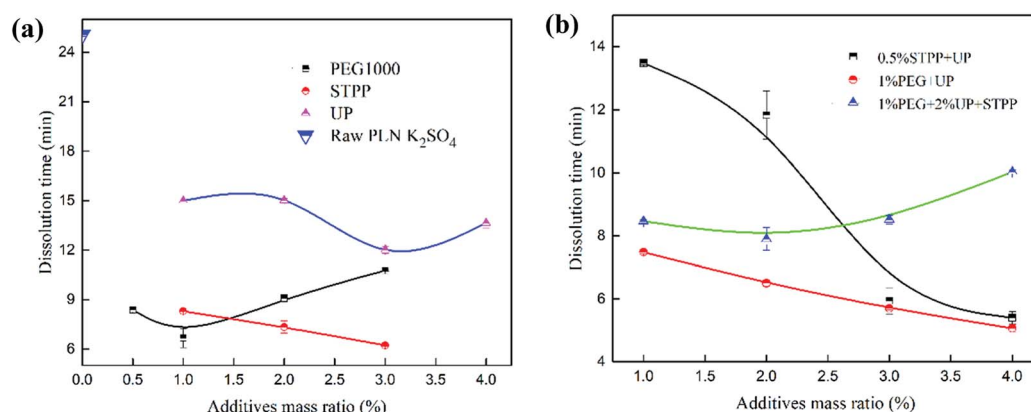 (a)
24
21
18
15
12
9
6
Dissolution time (min)
PEG1000
STPP
UP
Raw PLN K₂SO₄
0.0 0.5 1.0 1.5 2.0 2.5 3.0 3.5 4.0
Additives mass ratio (%)
(b)
14
12
10
8
6
4
Dissolution time (min)
0.5%STPP+UP
1%PEG+UP
1%PEG+2%UP+STPP
1.0 1.5 2.0 2.5 3.0 3.5 4.0
Additives mass ratio (%)